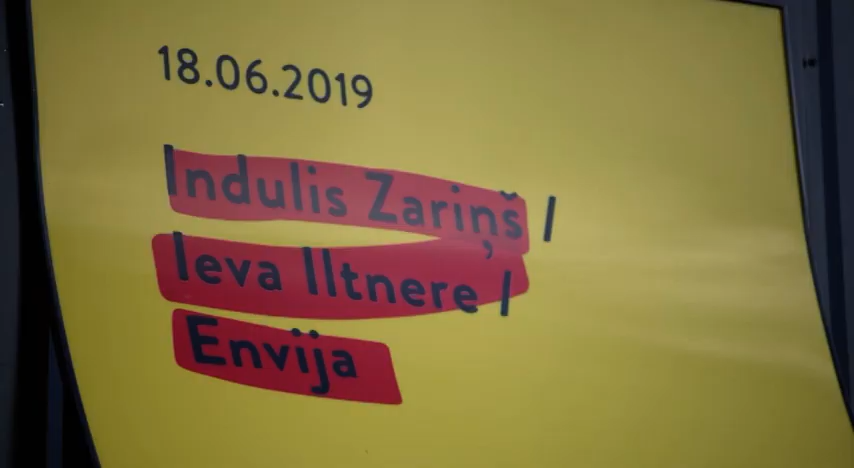 18.06.2019
Indulis Zariņš /
Ieva Iltnere /
Envija